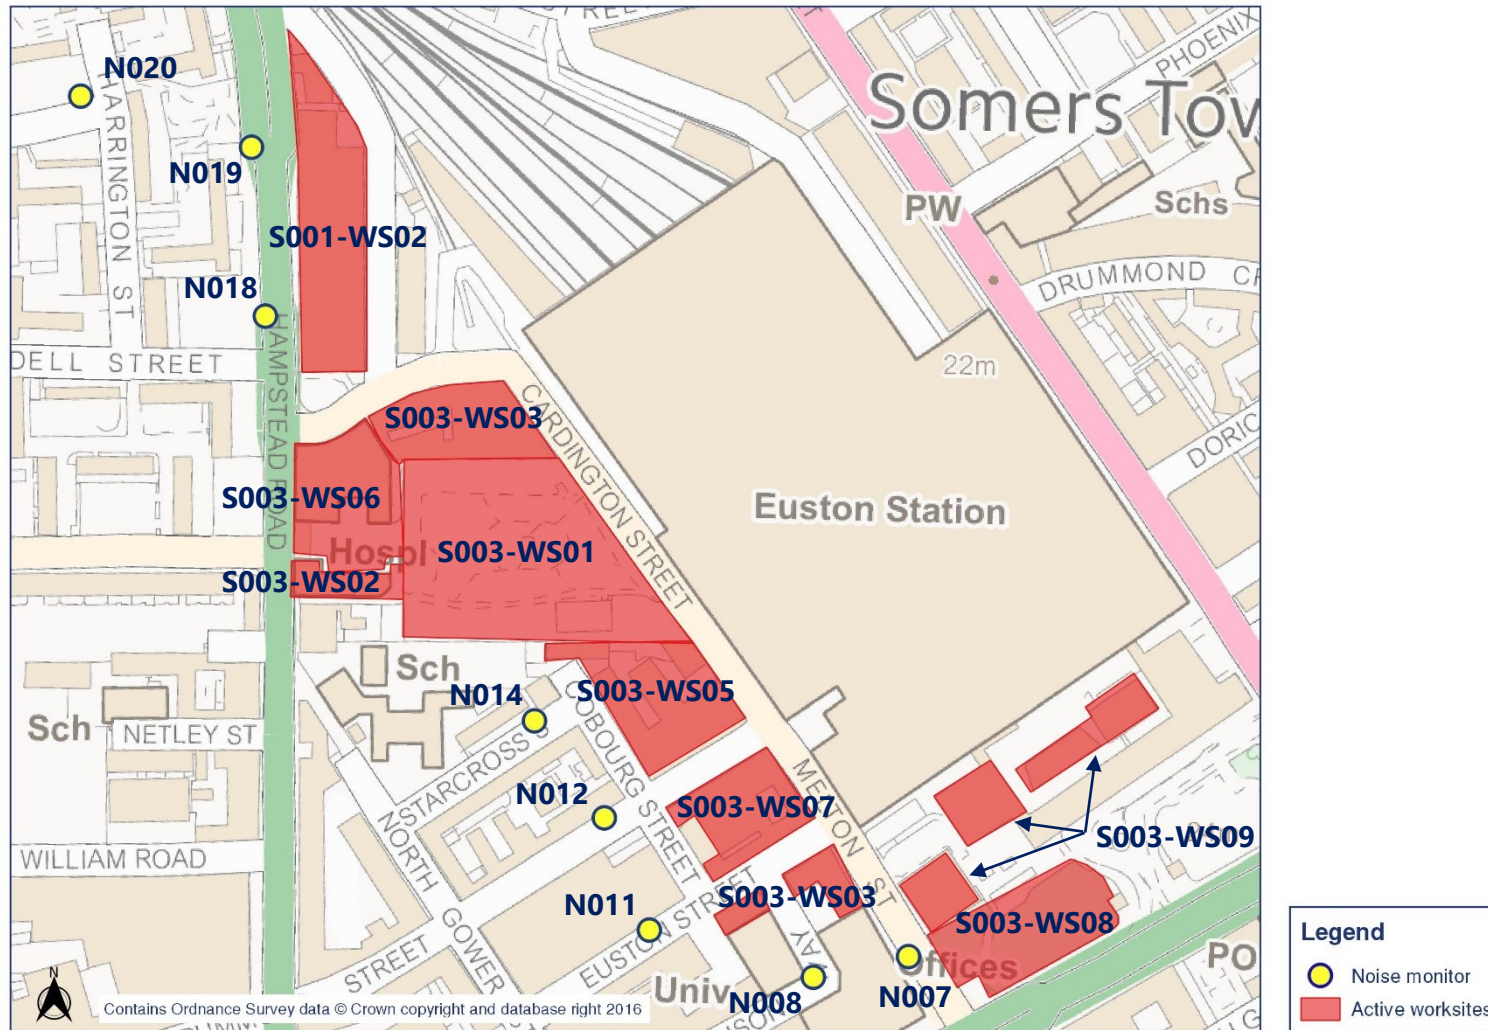 STREET
PHOENIX
N020
HARRINGTON ST
Somers Tow
N019
PW
Schs
S001-WS02
DRUMMOND CR
N018
HAMPSTEAD ROAD
DELL STREET
22m
S003-WS03
CARDINGTON STREET
DORIC
S003-WS06
Euston Station
Hospl
S003-WS01
S003-WS02
Sch
S003-WS05
N014
Sch
NETLEY ST
COBOURG STREET
STARCROSS S
MELTON ST
N012
S003-WS07
S003-WS09
WILLIAM ROAD
NORTH GOWER
S003-WS03
N011
EUSTON STREET
S003-WS08
STREET
WAY
Offices
PO
Univ
N008
N007
N
Contains Ordnance Survey data © Crown copyright and database right 2016
Legend
Noise monitor
Active worksites